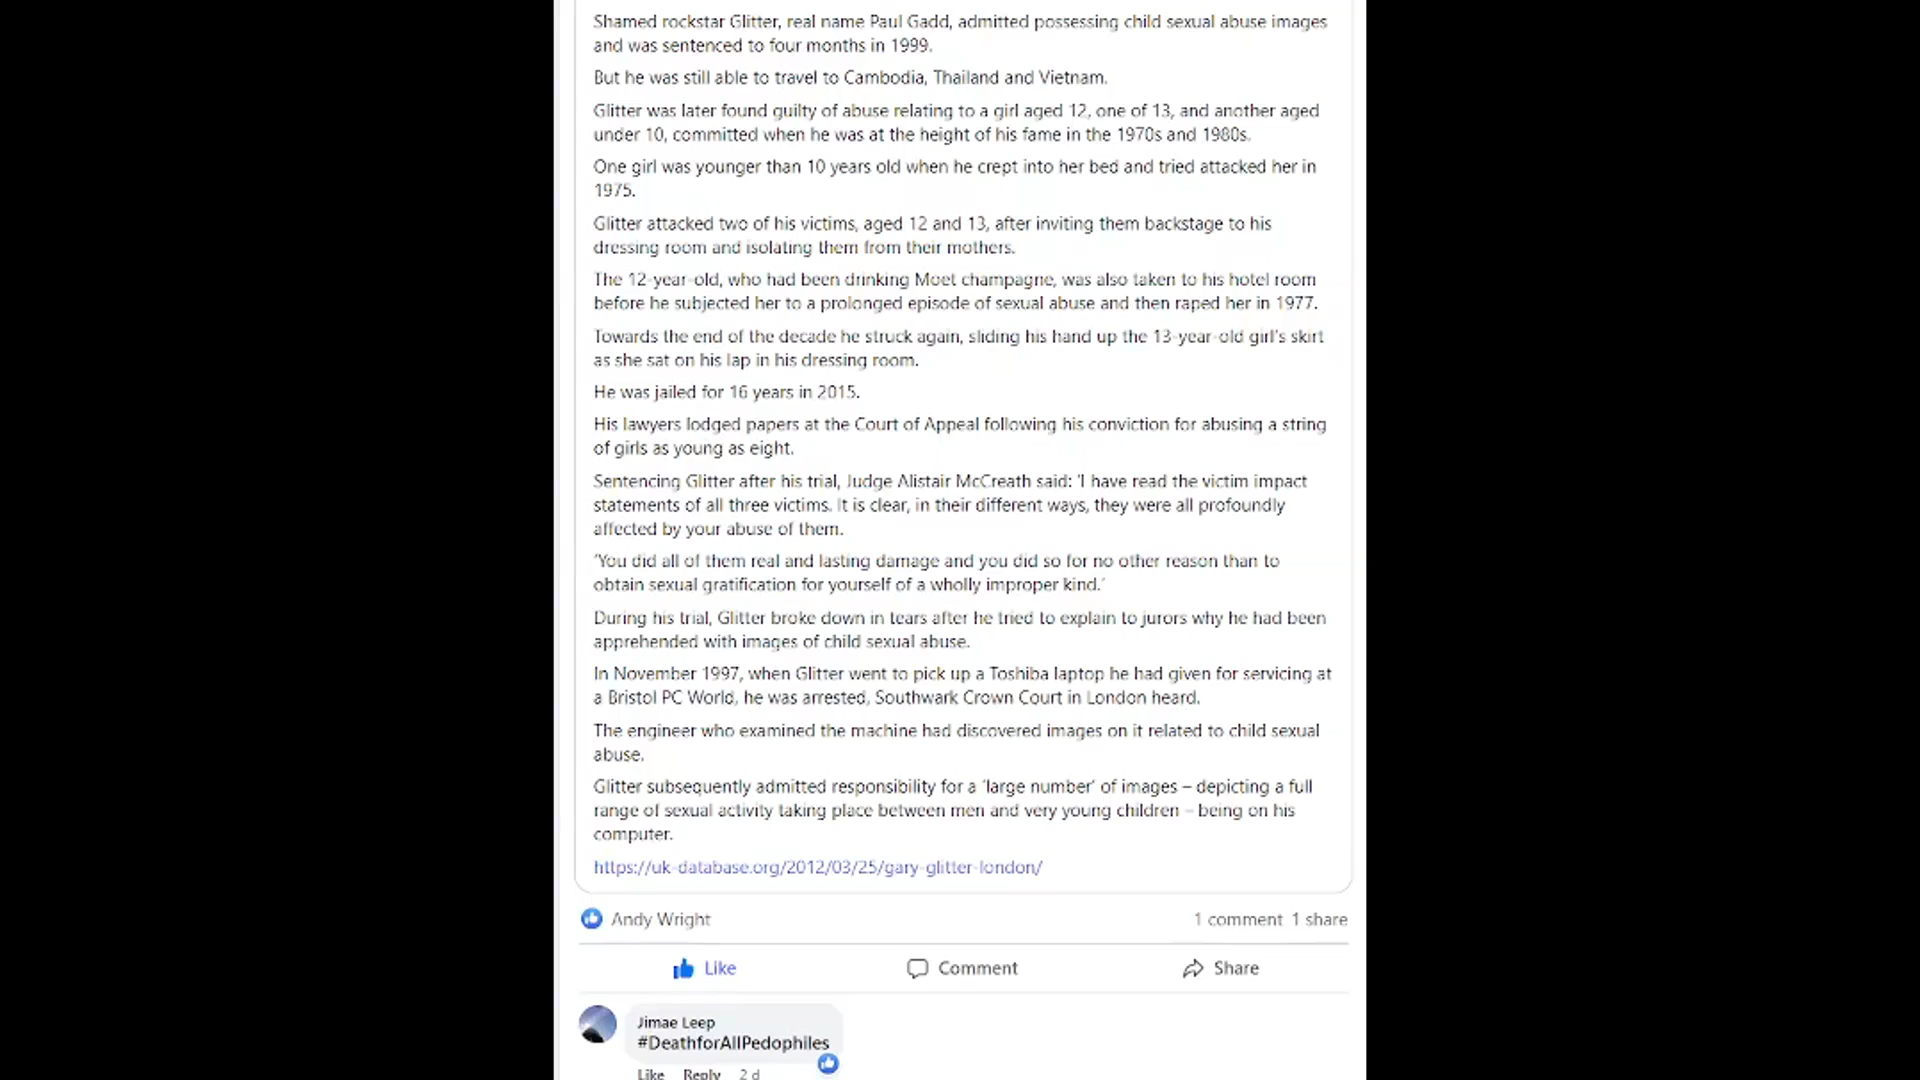 Shamed rockstar Glitter, real name Paul Gadd, admitted possessing child sexual abuse images
and was sentenced to four months in 1999.
But he was still able to travel to Cambodia, Thailand and Vietnam.
Glitter was later found guilty of abuse relating to a girl aged 12, one of 13, and another aged
under 10, committed when he was at the height of his fame in the 1970s and 1980s.
One girl was younger than 10 years old when he crept into her bed and tried attacked her in
1975.
Glitter attacked two of his victims, aged 12 and 13, after inviting them backstage to his
dressing room and isolating them from their mothers.
The 12-year-old, who had been drinking Moet champagne, was also taken to his hotel room
before he subjected her to a prolonged episode of sexual abuse and then raped her in 1977.
Towards the end of the decade he struck again, sliding his hand up the 13-year-old girl's skirt
as she sat on his lap in his dressing room.
He was jailed for 16 years in 2015.
His lawyers lodged papers at the Court of Appeal following his conviction for abusing a string
of girls as young as eight.
Sentencing Glitter after his trial, Judge Alistair McCreath said: 'I have read the victim impact
statements of all three victims. It is clear, in their different ways, they were all profoundly
affected by your abuse of them.
'You did all of them real and lasting damage and you did so for no other reason than to
obtain sexual gratification for yourself of a wholly improper kind.'
During his trial, Glitter broke down in tears after he tried to explain to jurors why he had been
apprehended with images of child sexual abuse.
In November 1997, when Glitter went to pick up a Toshiba laptop he had given for servicing at
a Bristol PC World, he was arrested, Southwark Crown Court in London heard.
The engineer who examined the machine had discovered images on it related to child sexual
abuse.
Glitter subsequently admitted responsibility for a 'large number' of images – depicting a full
range of sexual activity taking place between men and very young children – being on his
computer.
https://uk-database.org/2012/03/25/gary-glitter-london/
Andy Wright 1 comment 1 share
Like Comment Share
Jimae Leep
#DeathforAllPedophiles
Like Reply 2 d